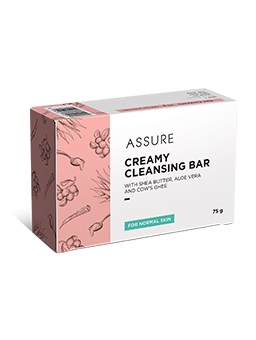 ASSURE
CREAMY
CLEANSING BAR
WITH SHEA BUTTER, ALOE VERA
AND COW'S GHEE
FOR NORMAL SKIN
75 g